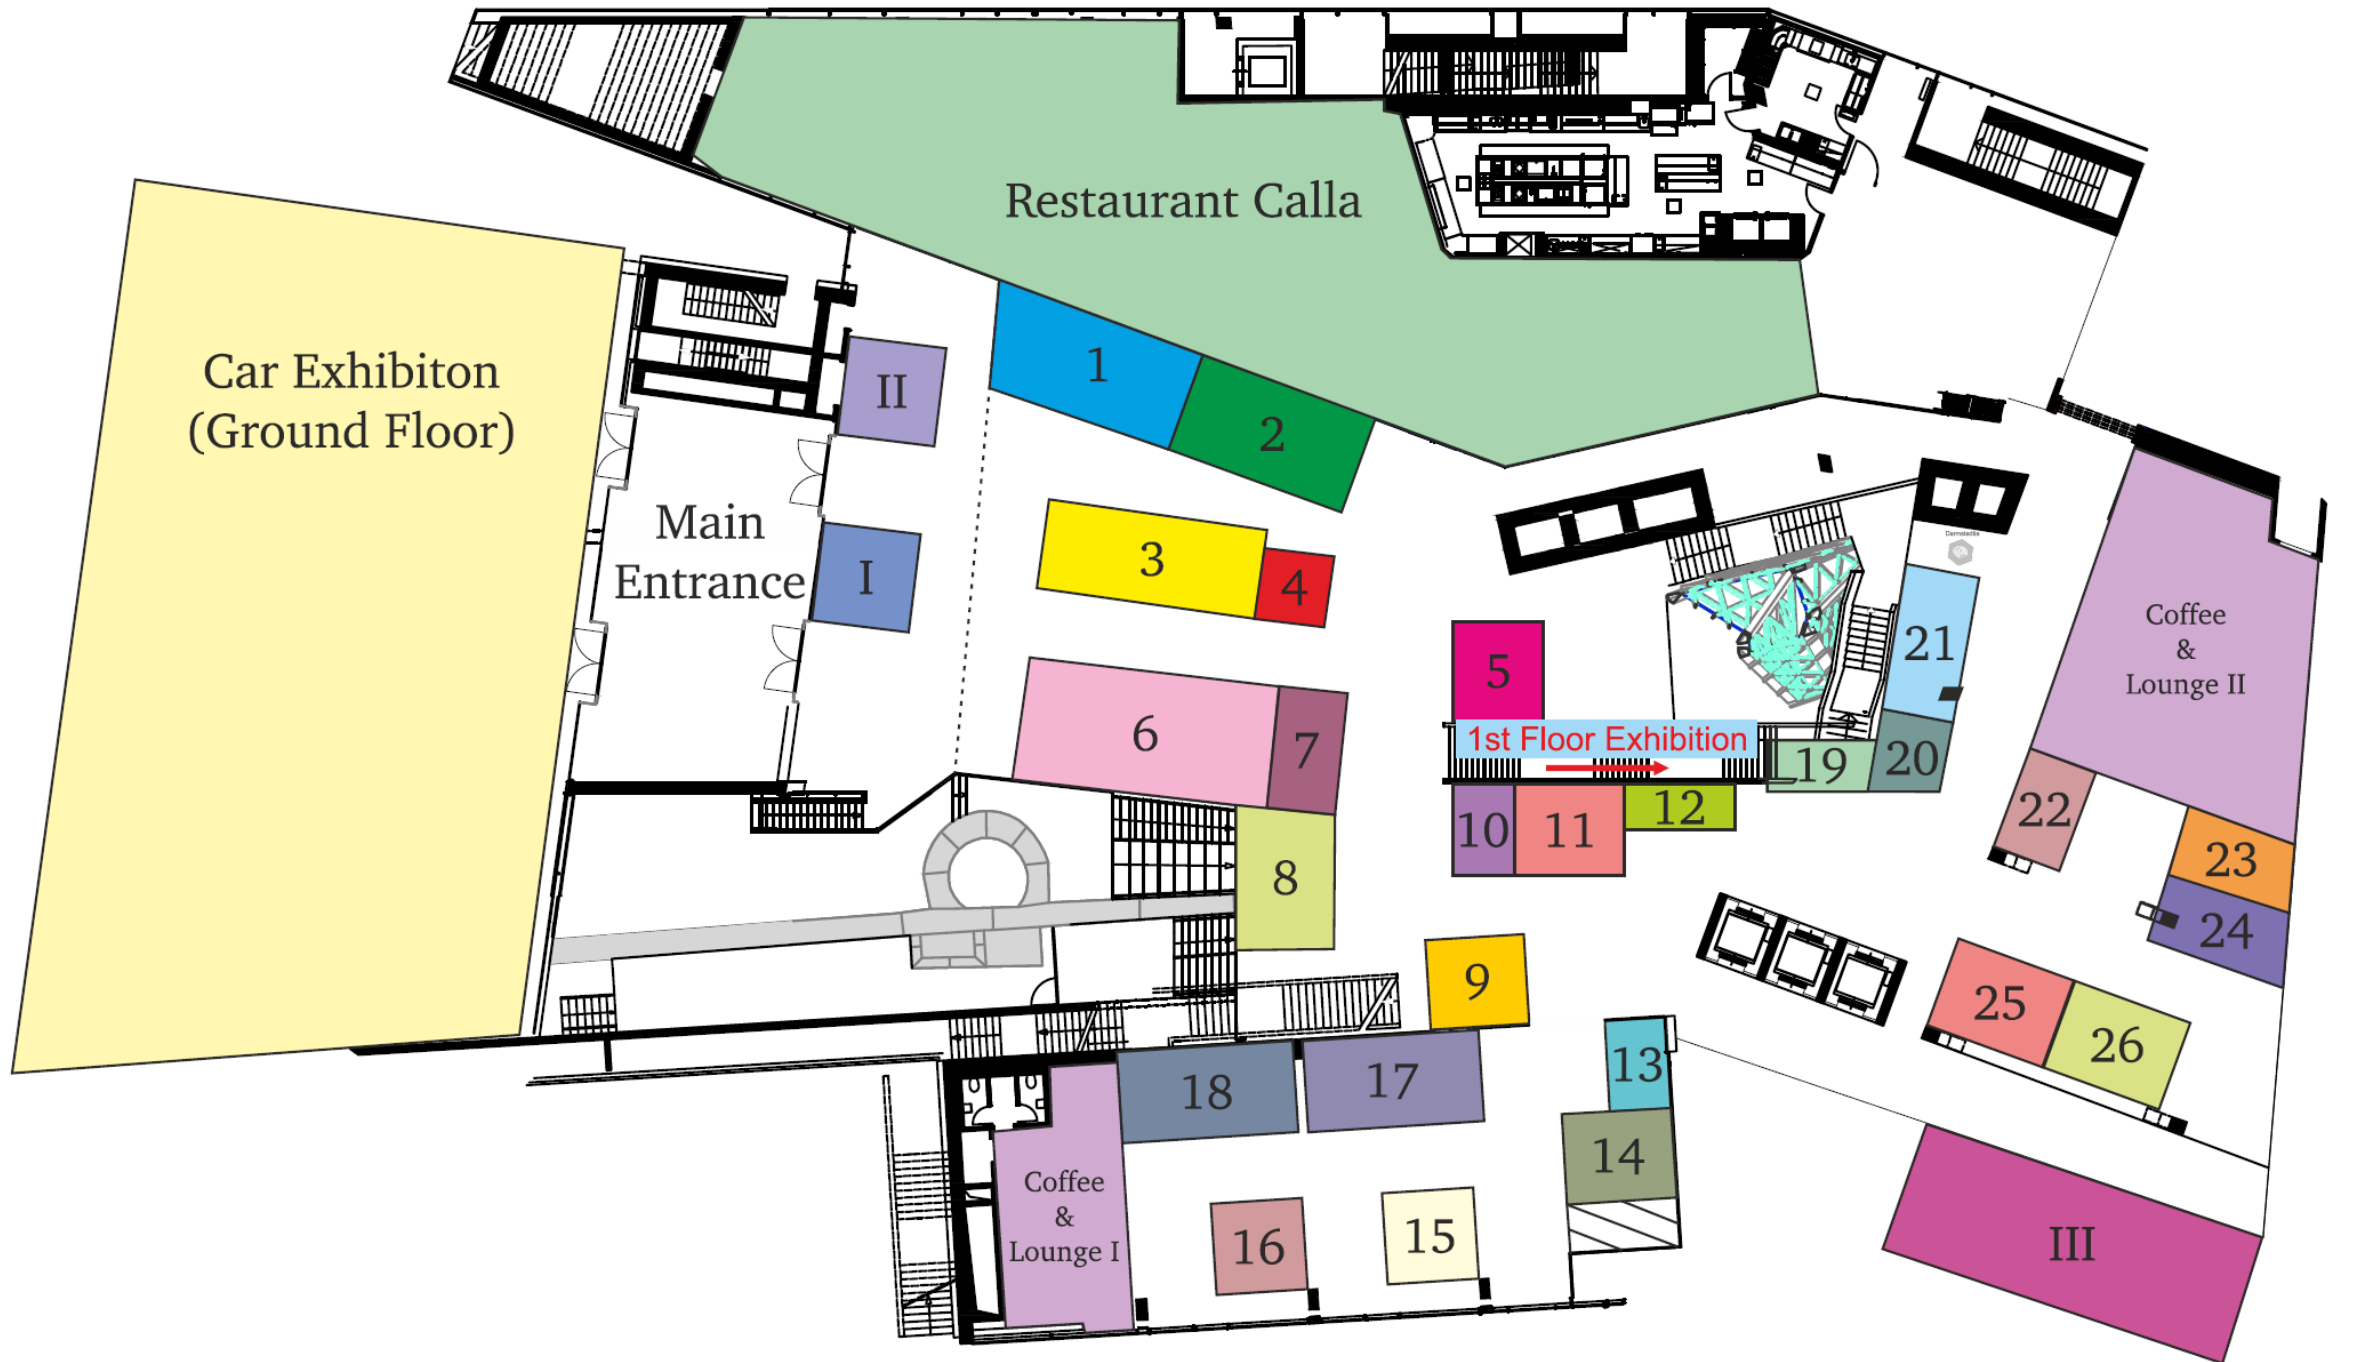 Restaurant Calla
Car Exhibiton
(Ground Floor)
II
1
2
Main
Entrance
I
3
4
5
6
7
1st Floor Exhibition
8
9
10
11
12
19
20
21
Coffee
&
Lounge II
22
23
24
25
26
13
14
15
16
17
18
Coffee
&
Lounge I
III